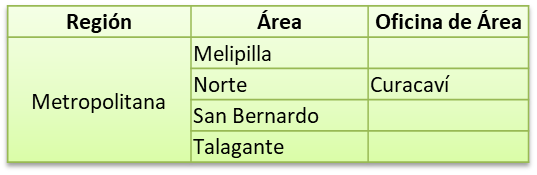 Región Área Oficina de Área
Melipilla
Norte Curacaví
Metropolitana
San Bernardo
Talagante